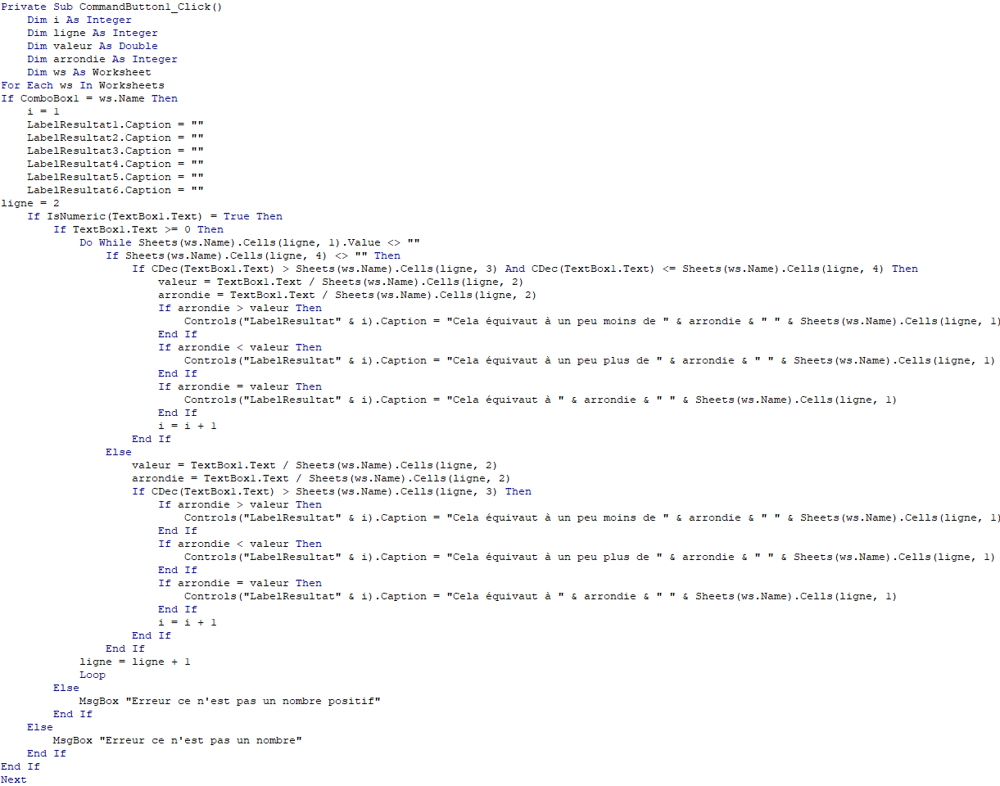 Private Sub CommandButton1_Click()
    Dim i As Integer
    Dim ligne As Integer
    Dim valeur As Double
    Dim arrondie As Integer
    Dim ws As Worksheet
For Each ws In Worksheets
If ComboBox1 = ws.Name Then
    i = 1
    LabelResultat1.Caption = ""
    LabelResultat2.Caption = ""
    LabelResultat3.Caption = ""
    LabelResultat4.Caption = ""
    LabelResultat5.Caption = ""
    LabelResultat6.Caption = ""
ligne = 2
    If IsNumeric(TextBox1.Text) = True Then
        If TextBox1.Text >= 0 Then
            Do While Sheets(ws.Name).Cells(ligne, 1).Value <> ""
                If Sheets(ws.Name).Cells(ligne, 4) <> "" Then
                    If CDec(TextBox1.Text) > Sheets(ws.Name).Cells(ligne, 3) And CDec(TextBox1.Text) <= Sheets(ws.Name).Cells(ligne, 4) Then
                        valeur = TextBox1.Text / Sheets(ws.Name).Cells(ligne, 2)
                        arrondie = TextBox1.Text / Sheets(ws.Name).Cells(ligne, 2)
                        If arrondie > valeur Then
                            Controls("LabelResultat" & i).Caption = "Cela équivaut à un peu moins de " & arrondie & " " & Sheets(ws.Name).Cells(ligne, 1)
                        End If
                        If arrondie < valeur Then
                            Controls("LabelResultat" & i).Caption = "Cela équivaut à un peu plus de " & arrondie & " " & Sheets(ws.Name).Cells(ligne, 1)
                        End If
                        If arrondie = valeur Then
                            Controls("LabelResultat" & i).Caption = "Cela équivaut à " & arrondie & " " & Sheets(ws.Name).Cells(ligne, 1)
                        End If
                        i = i + 1
                    End If
                Else
                    valeur = TextBox1.Text / Sheets(ws.Name).Cells(ligne, 2)
                    arrondie = TextBox1.Text / Sheets(ws.Name).Cells(ligne, 2)
                    If CDec(TextBox1.Text) > Sheets(ws.Name).Cells(ligne, 3) Then
                        If arrondie > valeur Then
                            Controls("LabelResultat" & i).Caption = "Cela équivaut à un peu moins de " & arrondie & " " & Sheets(ws.Name).Cells(ligne, 1)
                        End If
                        If arrondie < valeur Then
                            Controls("LabelResultat" & i).Caption = "Cela équivaut à un peu plus de " & arrondie & " " & Sheets(ws.Name).Cells(ligne, 1)
                        End If
                        If arrondie = valeur Then
                            Controls("LabelResultat" & i).Caption = "Cela équivaut à " & arrondie & " " & Sheets(ws.Name).Cells(ligne, 1)
                        End If
                        i = i + 1
                    End If
                End If
            ligne = ligne + 1
            Loop
        Else
            MsgBox "Erreur ce n'est pas un nombre positif"
        End If
    Else
        MsgBox "Erreur ce n'est pas un nombre"
    End If
End If
Next